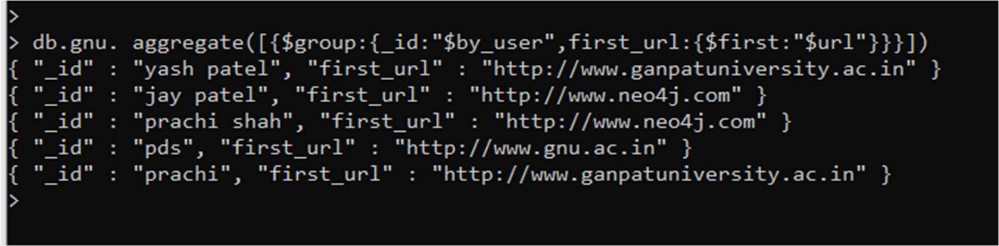 >
> db.gnu. aggregate([{$group:{_id:"$by_user",first_url:{$first:"$url"}}}])
{ "_id" : "yash patel", "first_url" : "http://www.ganpatuniversity.ac.in" }
{ "_id" : "jay patel", "first_url" : "http://www.neo4j.com" }
{ "_id" : "prachi shah", "first_url" : "http://www.neo4j.com" }
{ "_id" : "pds", "first_url" : "http://www.gnu.ac.in" }
{ "_id" : "prachi", "first_url" : "http://www.ganpatuniversity.ac.in" }
>